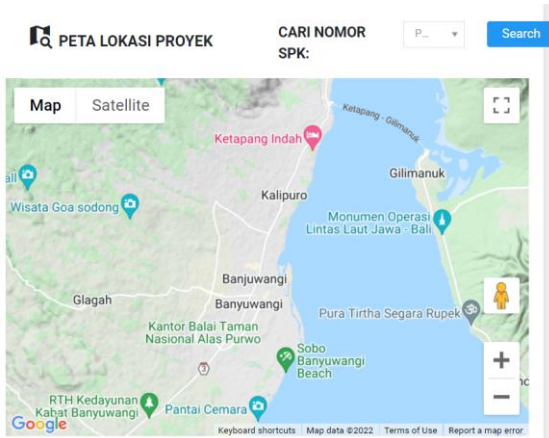 PETA LOKASI PROYEK
CARI NOMOR
SPK:
P...
Search
Map
Satellite
Ketapang - Gilimanuk
Ketapang Indah
all
Gilimanuk
Wisata Goa sodong
Kalipuro
Monumen Operasi
Lintas Laut Jawa - Bali
Banjuwangi
Glagah
Banyuwangi
Pura Tirtha Segara Rupek
Kantor Balai Taman
Nasional Alas Purwo
Sobo
Banyuwangi
Beach
3
RTH Kedayunan
Kabat Banyuwangi
Pantai Cemara
Google
Keyboard shortcuts
Map data ©2022
Terms of Use
Report a map error